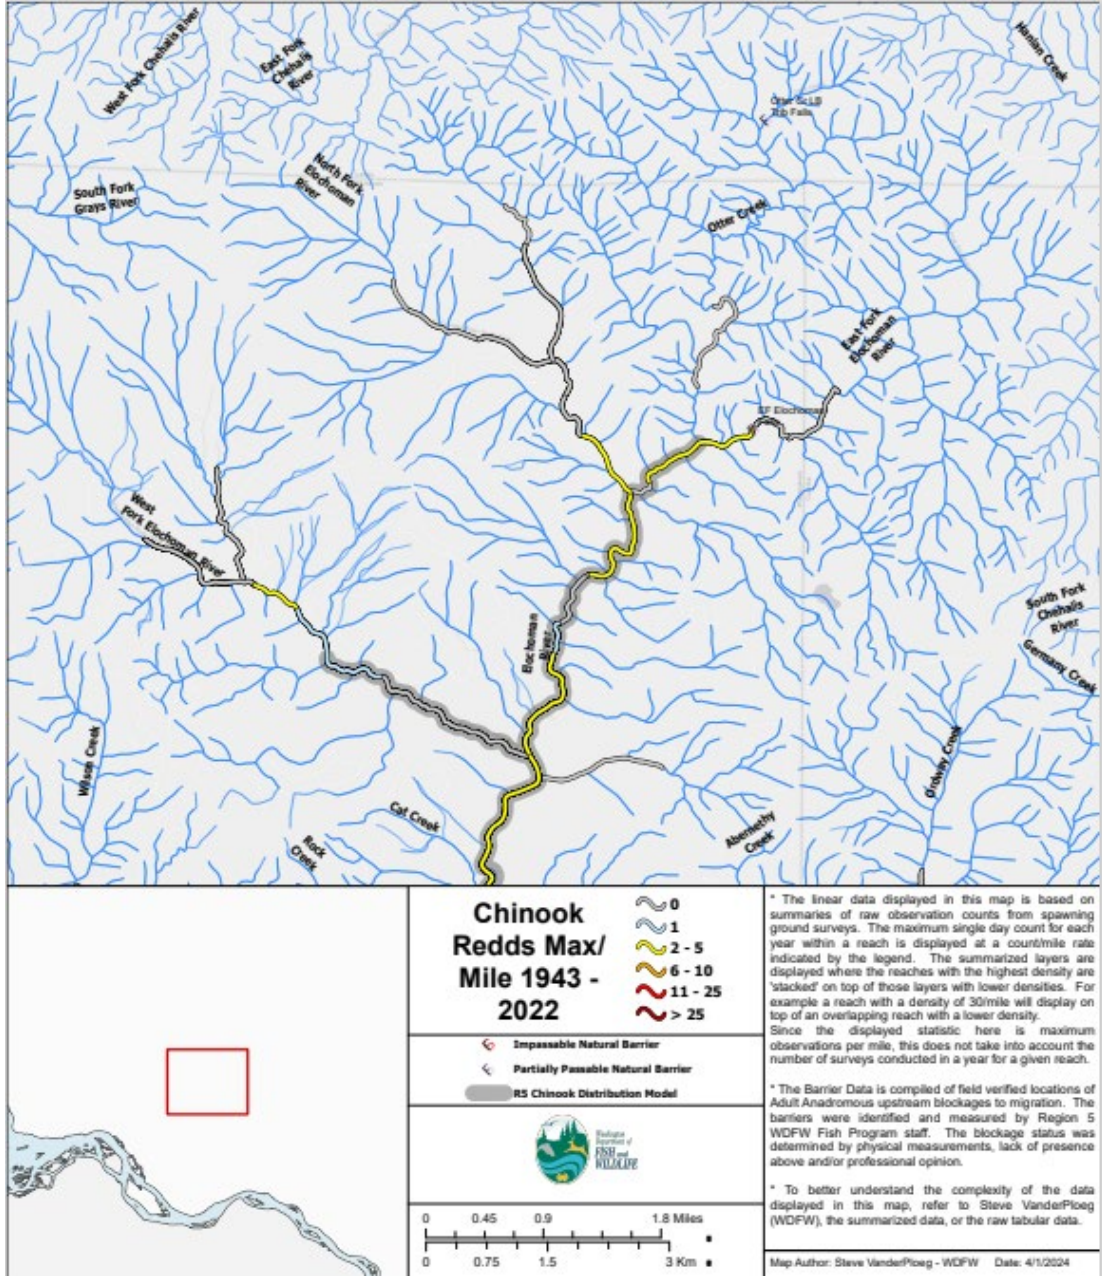 West Fork Chehalis River
East Fork
Chehalis
River
Hanlan Creek
Otter Cr LB
Trib Falls
North Fork
Elochoman
River
South Fork
Grays River
Otter Creek
East Fork
Elochoman
River
EF Elochoman
West
Fork Elochoman River
Elochoman
River
South Fork
Chehalis
River
Germany Creek
Wilson Creek
Ordway Creek
Cat Creek
Rock
Creek
Abernethy
Creek
Chinook
Redds Max/
Mile 1943 -
2022
0
1
2 - 5
6 - 10
11 - 25
> 25
Impassable Natural Barrier
Partially Passable Natural Barrier
R5 Chinook Distribution Model
Washington
Department of
FISH and
WILDLIFE
0 0.45 0.9 1.8 Miles
0 0.75 1.5 3 Km
* The linear data displayed in this map is based on
summaries of raw observation counts from spawning
ground surveys. The maximum single day count for each
year within a reach is displayed at a count/mile rate
indicated by the legend. The summarized layers are
displayed where the reaches with the highest density are
'stacked' on top of those layers with lower densities. For
example a reach with a density of 30/mile will display on
top of an overlapping reach with a lower density.
Since the displayed statistic here is maximum
observations per mile, this does not take into account the
number of surveys conducted in a year for a given reach.
* The Barrier Data is compiled of field verified locations of
Adult Anadromous upstream blockages to migration. The
barriers were identified and measured by Region 5
WDFW Fish Program staff. The blockage status was
determined by physical measurements, lack of presence
above and/or professional opinion.
* To better understand the complexity of the data
displayed in this map, refer to Steve VanderPloeg
(WDFW), the summarized data, or the raw tabular data.
Map Author: Steve VanderPloeg - WDFW Date: 4/1/2024